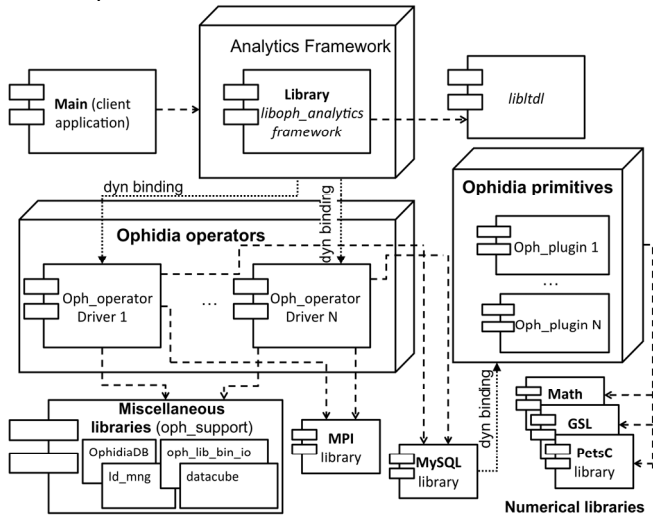 Analytics Framework
Main (client
application)
Library
liboph_analytics
framework
libltdl
dyn binding
dyn binding
Ophidia primitives
Oph_plugin 1
...
Oph_plugin N
Ophidia operators
Oph_operator
Driver 1
...
Oph_operator
Driver N
dyn binding
Miscellaneous
libraries (oph_support)
OphidiaDB
oph_lib_bin_io
Id_mng
datacube
MPI
library
MySQL
library
Math
GSL
PetsC
library
Numerical libraries